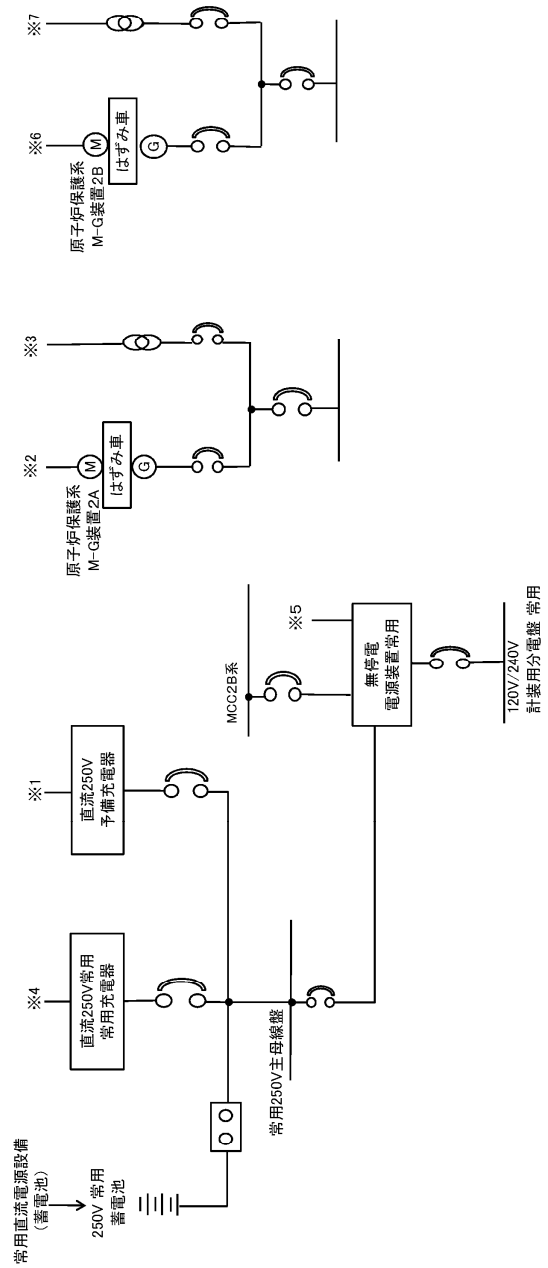 常用直流電源設備
(蓄電池)
250V 常用
蓄電池
※4
直流250V常用
常用充電器
※1
直流250V
予備充電器
常用250V主母線盤
MCC2B系
※5
無停電
電源装置常用
120V/240V
計装用分電盤 常用
※2
原子炉保護系
M-G装置2A
M
はずみ車
G
※3
※6
原子炉保護系
M-G装置2B
M
はずみ車
G
※7